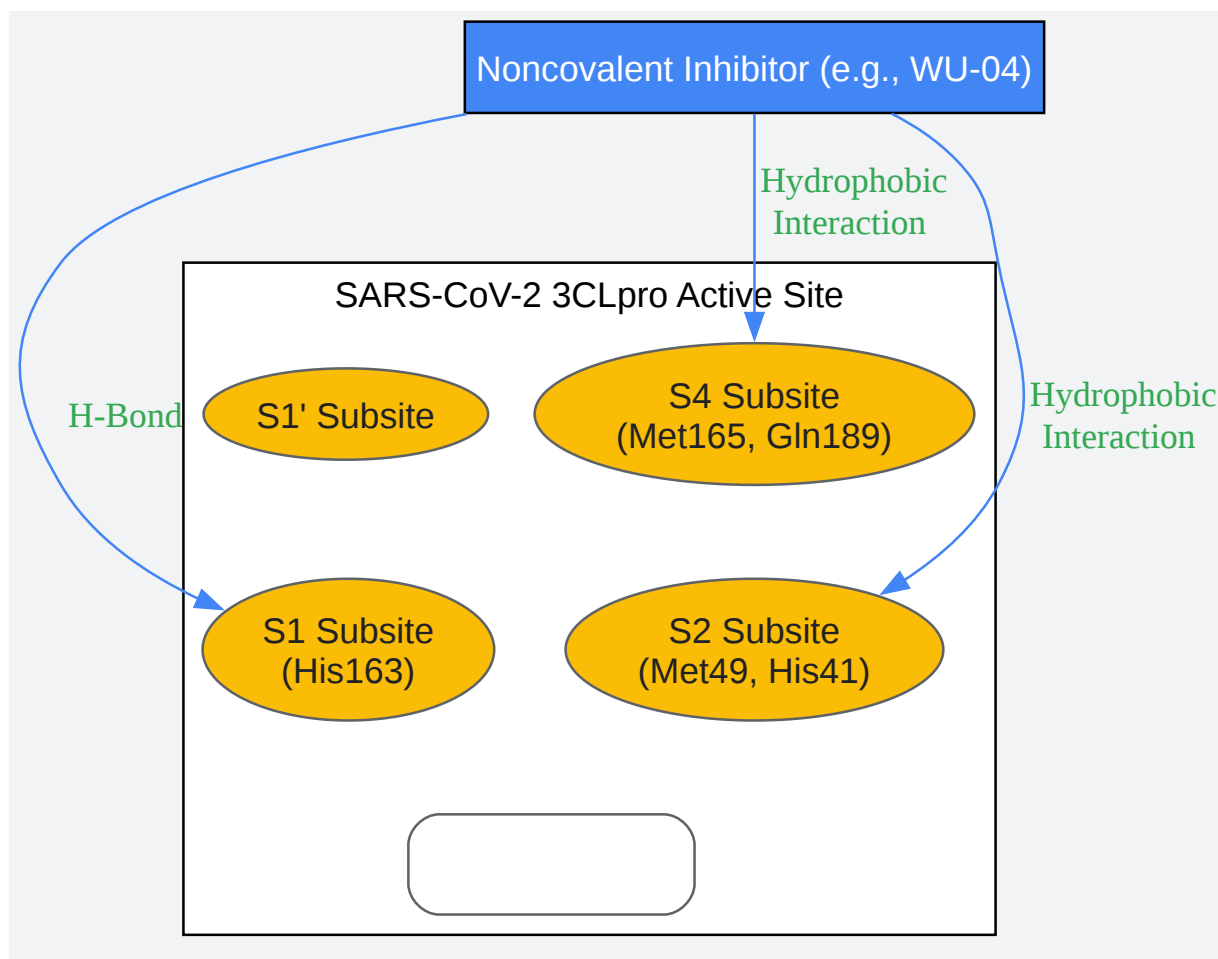 Noncovalent Inhibitor (e.g., WU-04)
Hydrophobic
Interaction
SARS-CoV-2 3CLpro Active Site
H-Bond
S1' Subsite
S4 Subsite
(Met165, Gln189)
Hydrophobic
Interaction
S1 Subsite
(His163)
S2 Subsite
(Met49, His41)